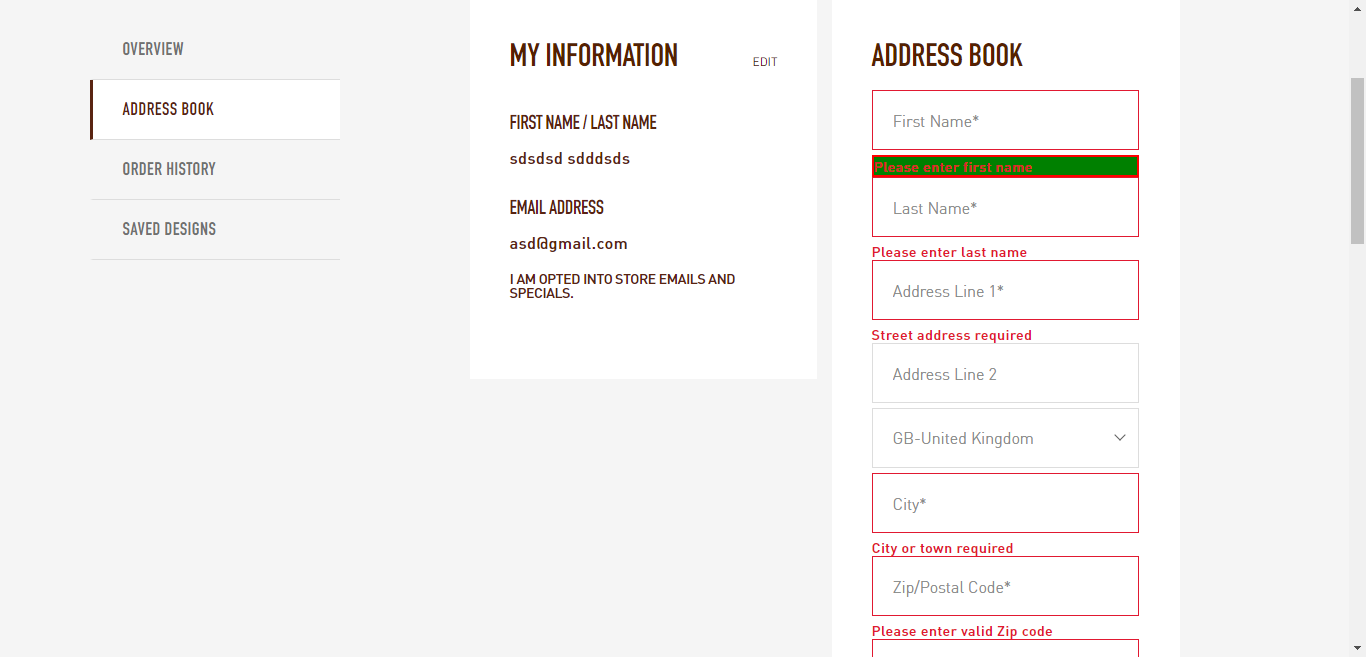 OVERVIEW
ADDRESS BOOK
ORDER HISTORY
SAVED DESIGNS
MY INFORMATION
EDIT
FIRST NAME / LAST NAME
sdsdsd sdddsds
EMAIL ADDRESS
asd@gmail.com
I AM OPTED INTO STORE EMAILS AND
SPECIALS.
ADDRESS BOOK
First Name*
Please enter first name
Last Name*
Please enter last name
Address Line 1*
Street address required
Address Line 2
GB-United Kingdom
City*
City or town required
Zip/Postal Code*
Please enter valid Zip code